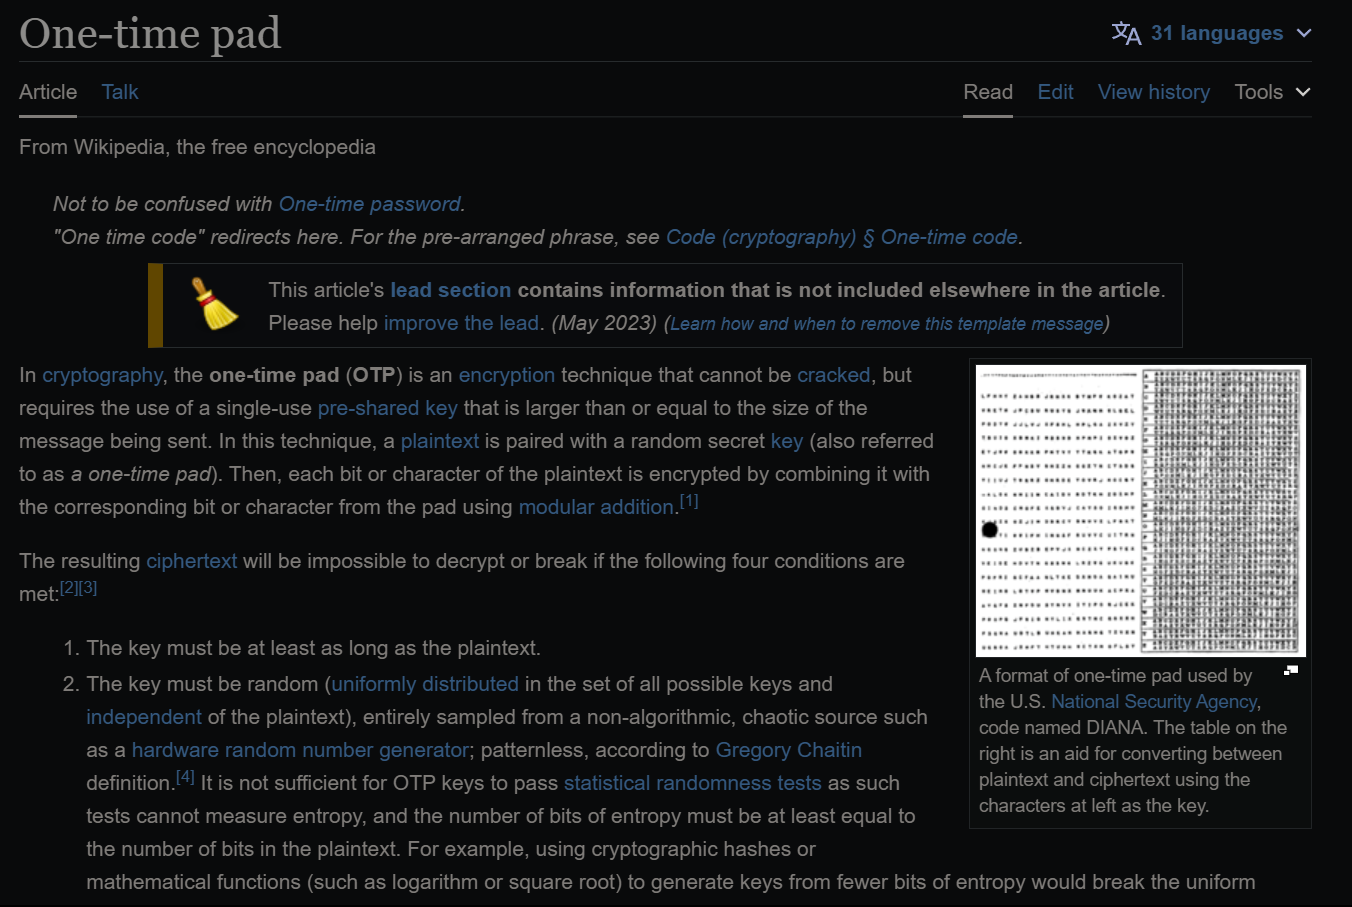 One-time pad
31 languages
Article Talk Read Edit View history Tools
From Wikipedia, the free encyclopedia
Not to be confused with One-time password.
"One time code" redirects here. For the pre-arranged phrase, see Code (cryptography) § One-time code.
This article's lead section contains information that is not included elsewhere in the article.
Please help improve the lead. (May 2023) (Learn how and when to remove this template message)
In cryptography, the one-time pad (OTP) is an encryption technique that cannot be cracked, but
requires the use of a single-use pre-shared key that is larger than or equal to the size of the
message being sent. In this technique, a plaintext is paired with a random secret key (also referred
to as a one-time pad). Then, each bit or character of the plaintext is encrypted by combining it with
the corresponding bit or character from the pad using modular addition.[1]
The resulting ciphertext will be impossible to decrypt or break if the following four conditions are
met:[2][3]
1. The key must be at least as long as the plaintext.
2. The key must be random (uniformly distributed in the set of all possible keys and
independent of the plaintext), entirely sampled from a non-algorithmic, chaotic source such
as a hardware random number generator; patternless, according to Gregory Chaitin
definition.[4] It is not sufficient for OTP keys to pass statistical randomness tests as such
tests cannot measure entropy, and the number of bits of entropy must be at least equal to
the number of bits in the plaintext. For example, using cryptographic hashes or
mathematical functions (such as logarithm or square root) to generate keys from fewer bits of entropy would break the uniform
A format of one-time pad used by
the U.S. National Security Agency,
code named DIANA. The table on the
right is an aid for converting between
plaintext and ciphertext using the
characters at left as the key.